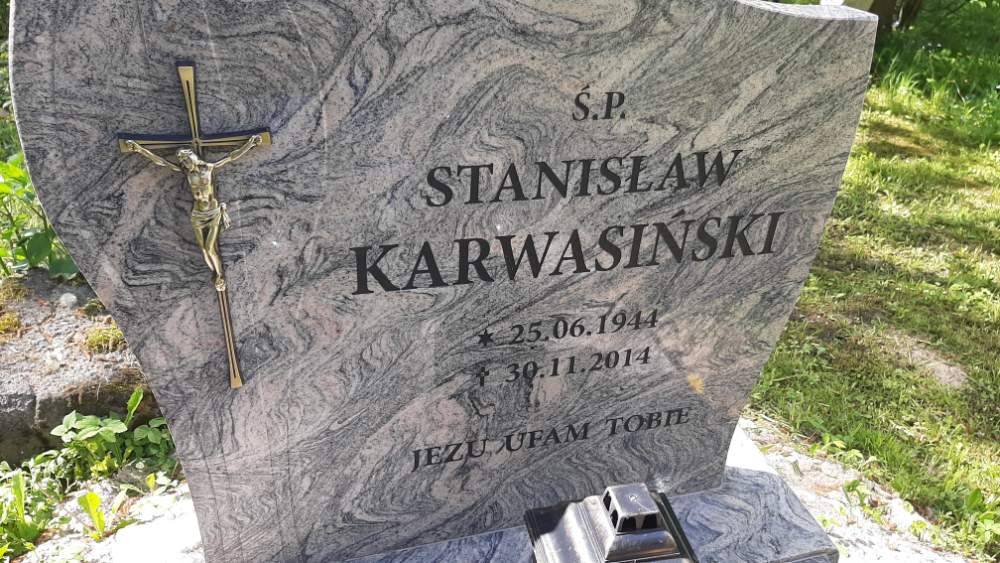 Ś.P.
STANISŁAW
KARWASIŃSKI
✶ 25.06.1944
✝ 30.11.2014
JEZU UFAM TOBIE